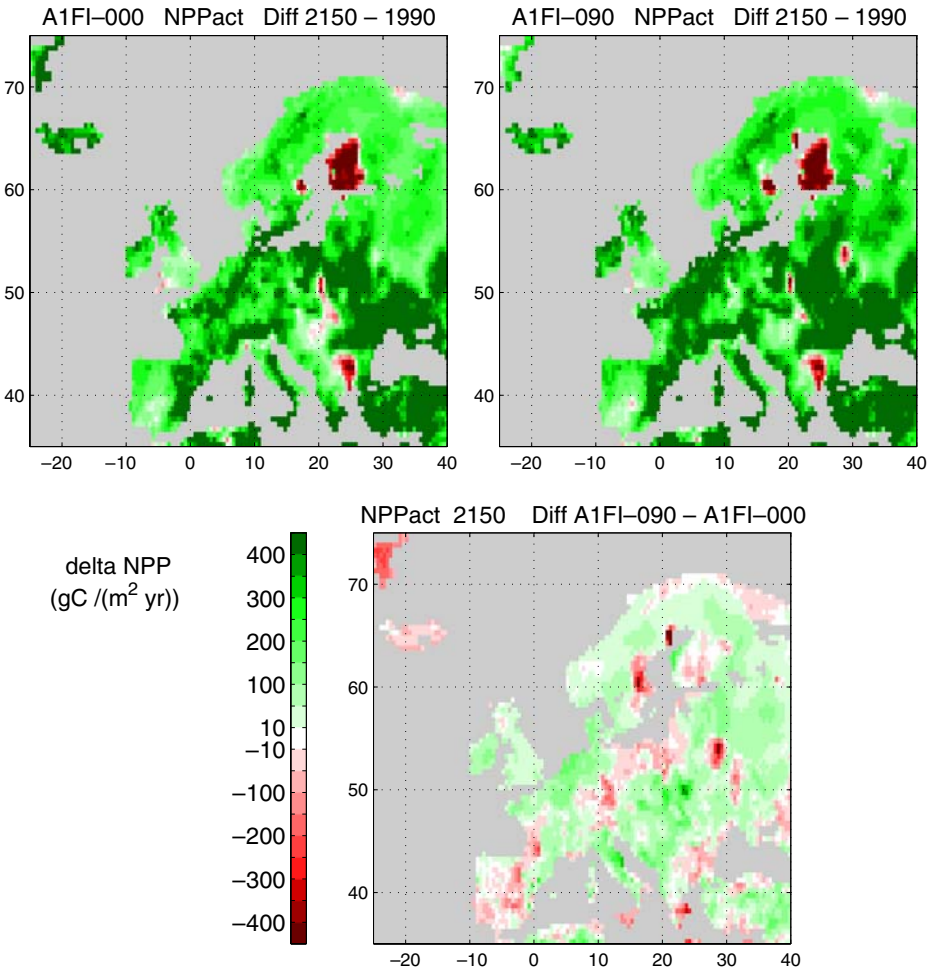 A1FI–000 NPPact Diff 2150 – 1990
70
60
50
40
–20 –10 0 10 20 30 40
A1FI–090 NPPact Diff 2150 – 1990
70
60
50
40
–20 –10 0 10 20 30 40
delta NPP
(gC /(m² yr))
400
300
200
100
10
–10
–100
–200
–300
–400
NPPact 2150 Diff A1FI–090 – A1FI–000
70
60
50
40
–20 –10 0 10 20 30 40